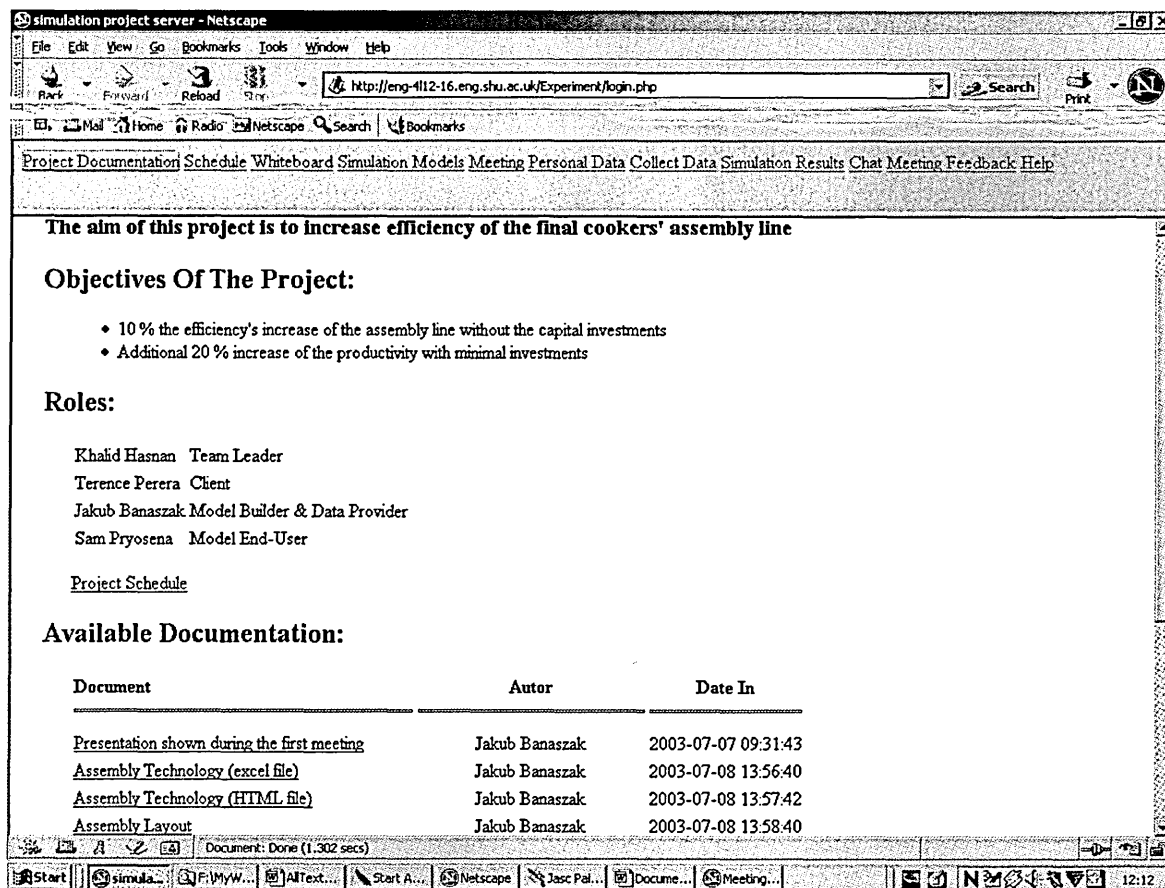 simulation project server - Netscape
File Edit View Go Bookmarks Tools Window Help
Back Forward Reload Stop http://eng-4l12-16.eng.shu.ac.uk/Experiment/login.php Search Print
Mail Home Radio Netscape Search Bookmarks
Project Documentation Schedule Whiteboard Simulation Models Meeting Personal Data Collect Data Simulation Results Chat Meeting Feedback Help
The aim of this project is to increase efficiency of the final cookers' assembly line
Objectives Of The Project:
• 10 % the efficiency's increase of the assembly line without the capital investments
• Additional 20 % increase of the productivity with minimal investments
Roles:
Khalid Hasnan Team Leader
Terence Perera Client
Jakub Banaszak Model Builder & Data Provider
Sam Pryosena Model End-User
Project Schedule
Available Documentation:
Document Autor Date In
Presentation shown during the first meeting Jakub Banaszak 2003-07-07 09:31:43
Assembly Technology (excel file) Jakub Banaszak 2003-07-08 13:56:40
Assembly Technology (HTML file) Jakub Banaszak 2003-07-08 13:57:42
Assembly Layout Jakub Banaszak 2003-07-08 13:58:40
Document: Done (1.302 secs)
Start simula... F:\MyW... AllText... Start A... Netscape Jasc Pai... Docume... Meeting... 12:12